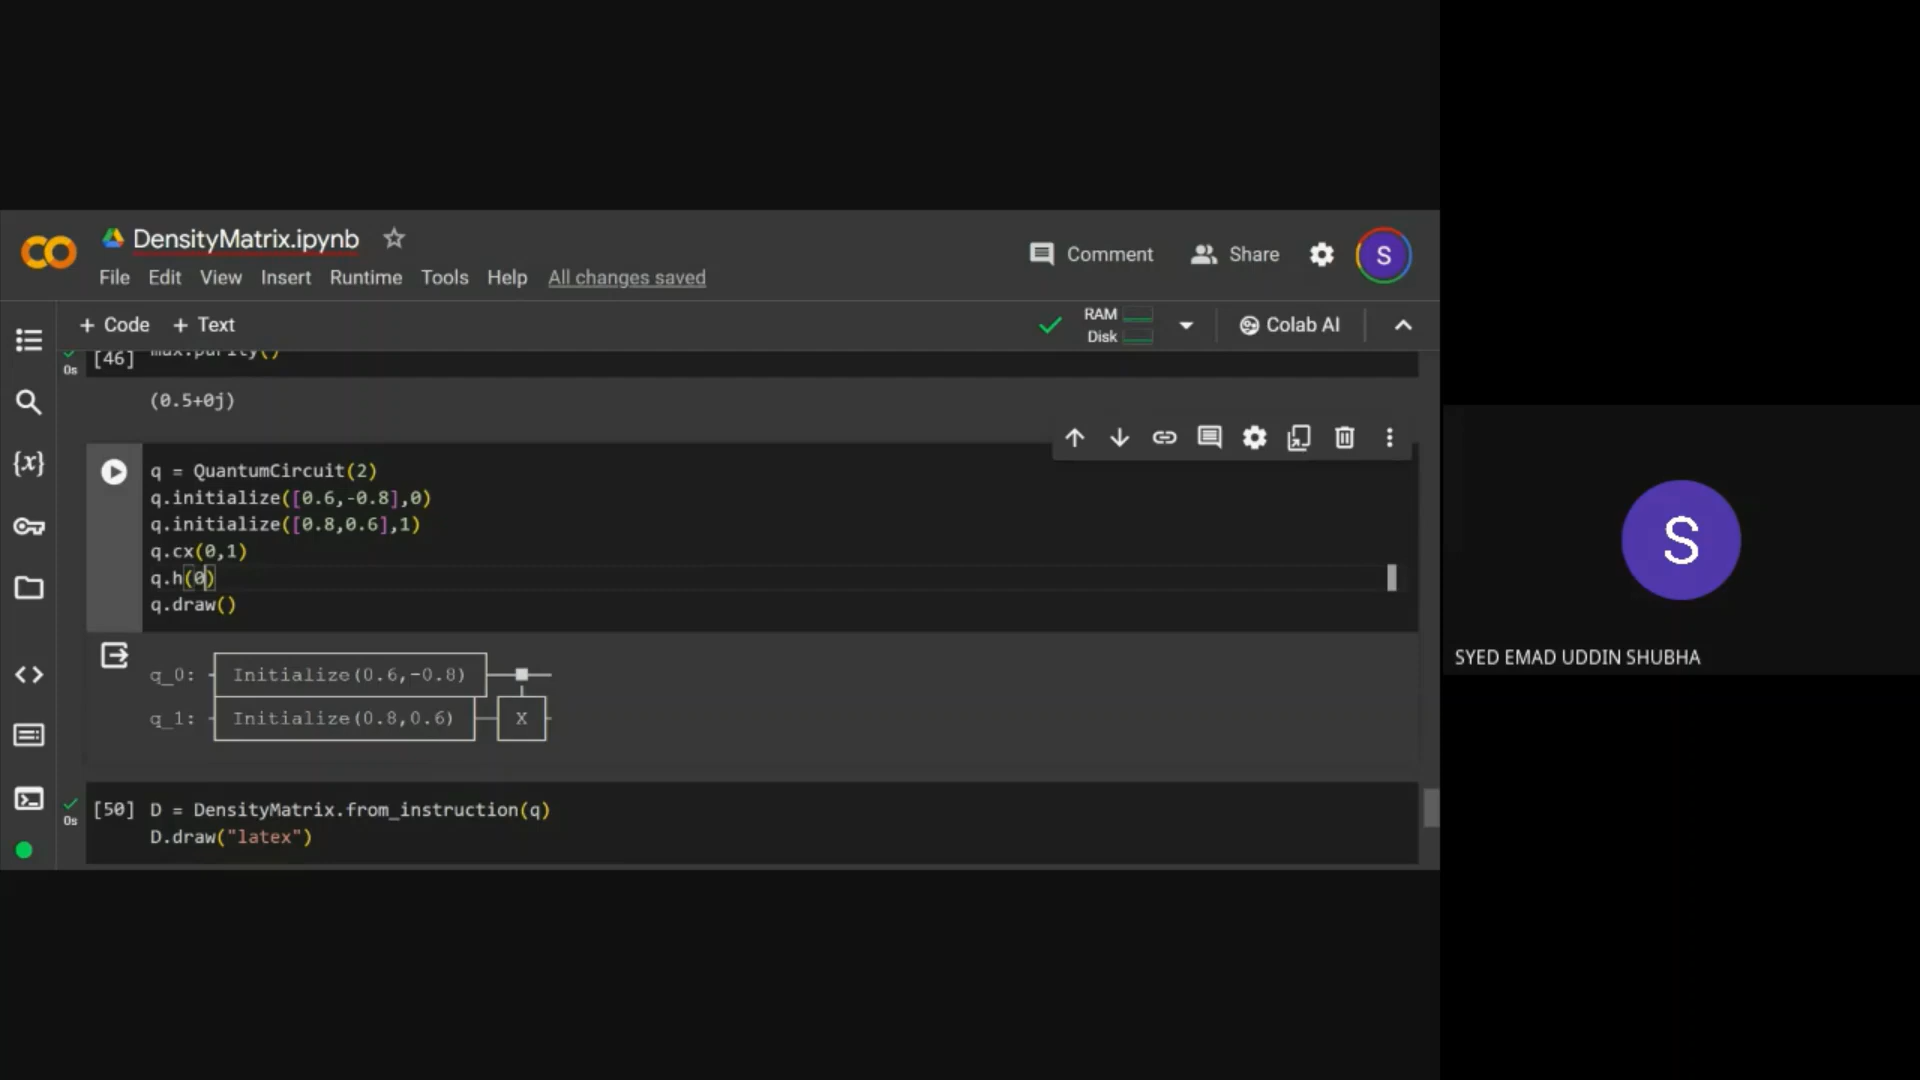 DensityMatrix.ipynb
File Edit View Insert Runtime Tools Help All changes saved
Comment Share S
+ Code + Text
RAM
Disk
Colab AI
[46] max.purity()
0s
(0.5+0j)
{x}
q = QuantumCircuit(2)
q.initialize([0.6,-0.8],0)
q.initialize([0.8,0.6],1)
q.cx(0,1)
q.h(0)
q.draw()
q_0: Initialize(0.6,-0.8)
q_1: Initialize(0.8,0.6) X
[50] D = DensityMatrix.from_instruction(q)
0s
D.draw("latex")
S
SYED EMAD UDDIN SHUBHA